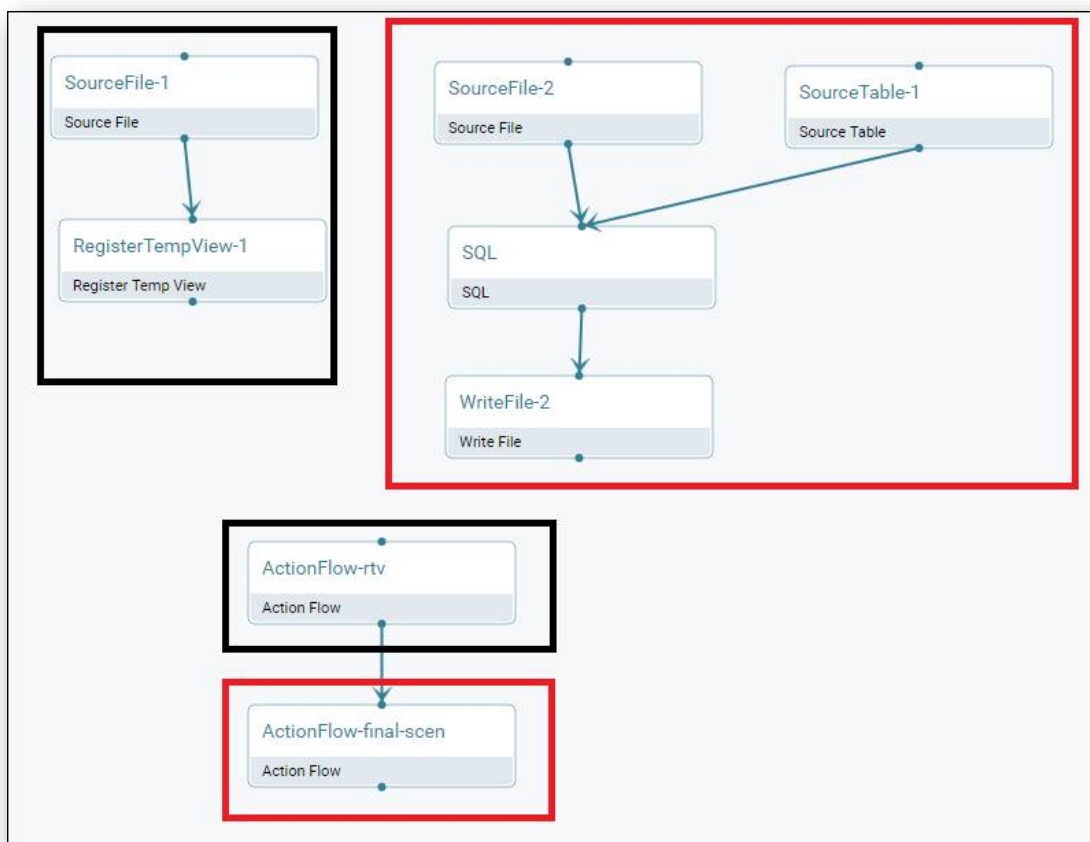 SourceFile-1
Source File
RegisterTempView-1
Register Temp View
SourceFile-2
Source File
SourceTable-1
Source Table
SQL
SQL
WriteFile-2
Write File
ActionFlow-rtv
Action Flow
ActionFlow-final-scen
Action Flow